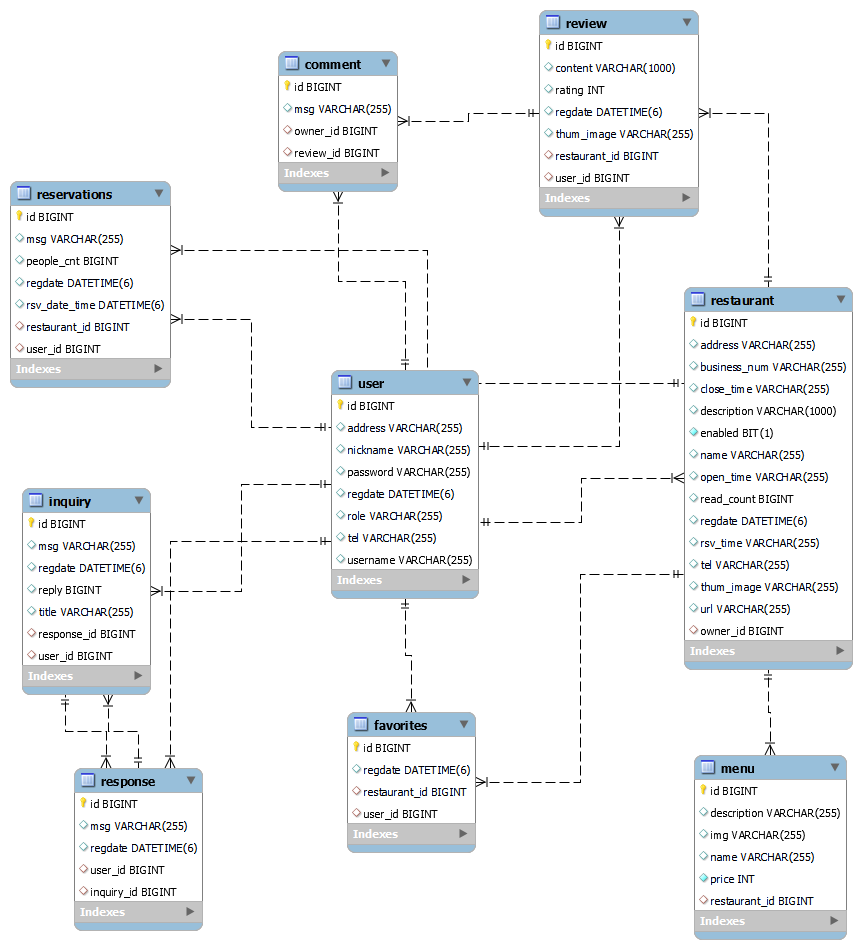 review
id BIGINT
content VARCHAR(1000)
rating INT
regdate DATETIME(6)
thum_image VARCHAR(255)
restaurant_id BIGINT
user_id BIGINT
Indexes
comment
id BIGINT
msg VARCHAR(255)
owner_id BIGINT
review_id BIGINT
Indexes
reservations
id BIGINT
msg VARCHAR(255)
people_cnt BIGINT
regdate DATETIME(6)
rsv_date_time DATETIME(6)
restaurant_id BIGINT
user_id BIGINT
Indexes
restaurant
id BIGINT
address VARCHAR(255)
business_num VARCHAR(255)
close_time VARCHAR(255)
description VARCHAR(1000)
enabled BIT(1)
name VARCHAR(255)
open_time VARCHAR(255)
read_count BIGINT
regdate DATETIME(6)
rsv_time VARCHAR(255)
tel VARCHAR(255)
thum_image VARCHAR(255)
url VARCHAR(255)
owner_id BIGINT
Indexes
user
id BIGINT
address VARCHAR(255)
nickname VARCHAR(255)
password VARCHAR(255)
regdate DATETIME(6)
role VARCHAR(255)
tel VARCHAR(255)
username VARCHAR(255)
Indexes
inquiry
id BIGINT
msg VARCHAR(255)
regdate DATETIME(6)
reply BIGINT
title VARCHAR(255)
response_id BIGINT
user_id BIGINT
Indexes
favorites
id BIGINT
regdate DATETIME(6)
restaurant_id BIGINT
user_id BIGINT
Indexes
response
id BIGINT
msg VARCHAR(255)
regdate DATETIME(6)
user_id BIGINT
inquiry_id BIGINT
Indexes
menu
id BIGINT
description VARCHAR(255)
img VARCHAR(255)
name VARCHAR(255)
price INT
restaurant_id BIGINT
Indexes